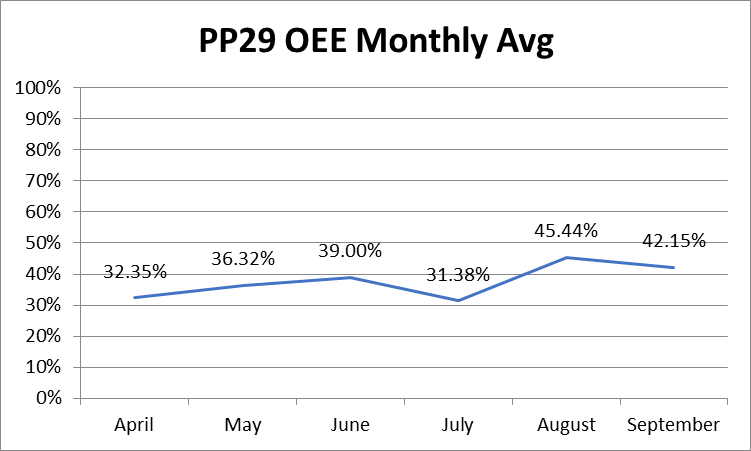 PP29 OEE Monthly Avg
100%
90%
80%
70%
60%
50%
40%
30%
20%
10%
0%
32.35%
36.32%
39.00%
31.38%
45.44%
42.15%
April
May
June
July
August
September